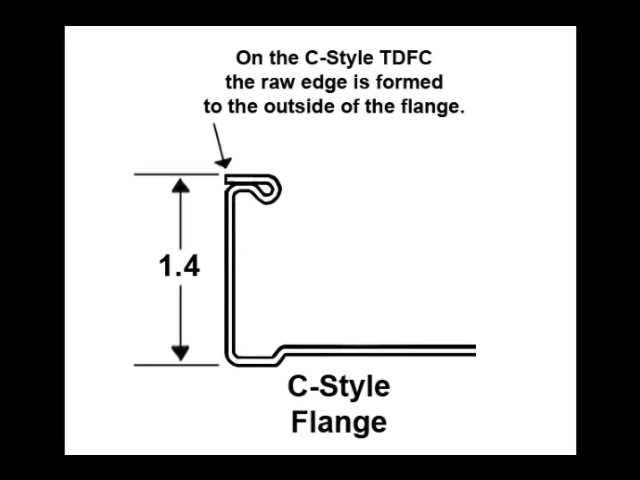 On the C-Style TDFC
the raw edge is formed
to the outside of the flange.
1.4
C-Style
Flange